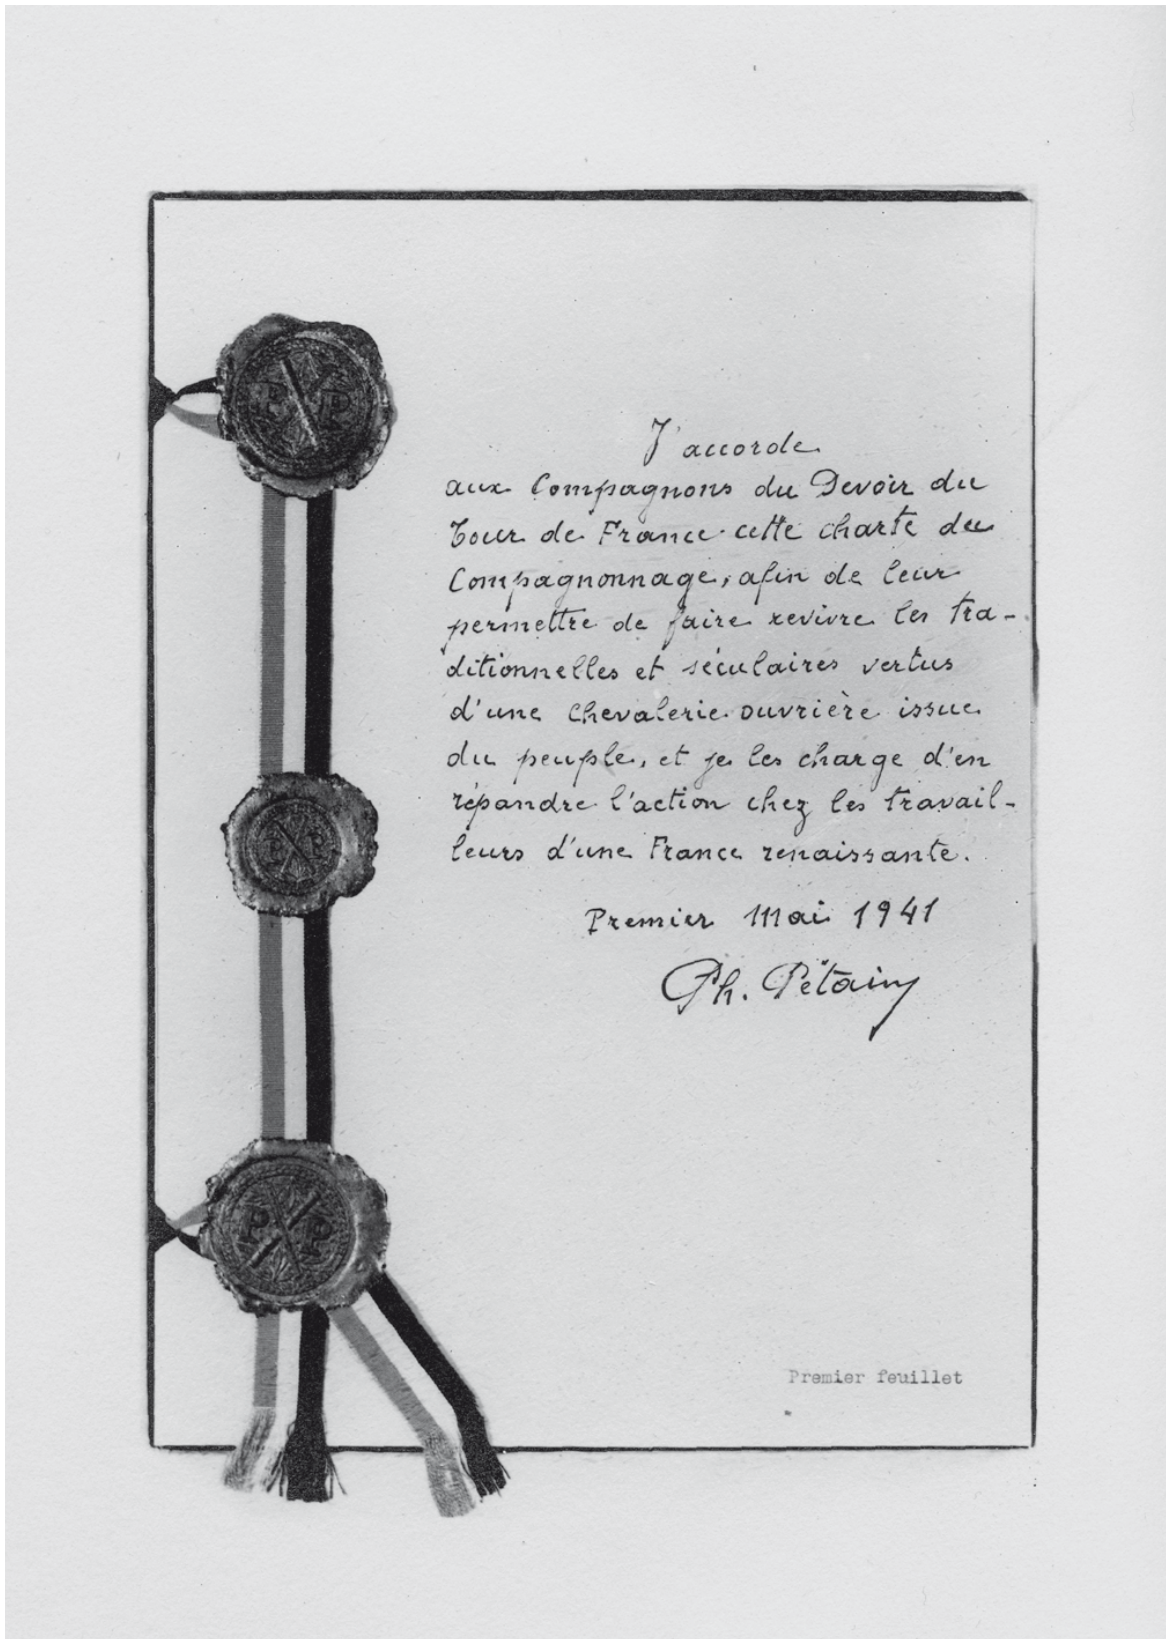 J'accorde
aux Compagnons du Devoir du
Tour de France cette charte du
Compagnonnage, afin de leur
permettre de faire revivre les tra-
ditionnelles et séculaires vertus
d'une chevalerie ouvrière issue
du peuple, et je les charge d'en
répandre l'action chez les travail-
leurs d'une France renaissante.
Premier Mai 1941
Ph. Pétain
P P
P P
P P
Premier feuillet